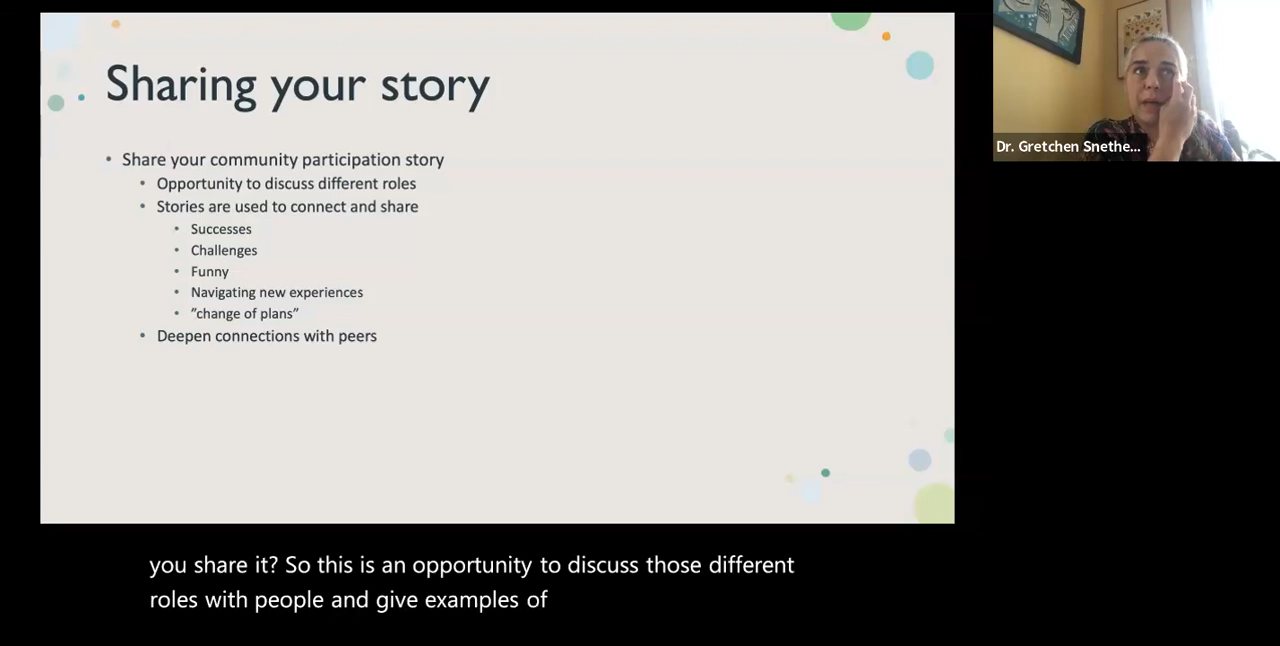 Sharing your story
• Share your community participation story
• Opportunity to discuss different roles
• Stories are used to connect and share
• Successes
• Challenges
• Funny
• Navigating new experiences
• ”change of plans”
• Deepen connections with peers
Dr. Gretchen Snethe...
you share it? So this is an opportunity to discuss those different
roles with people and give examples of